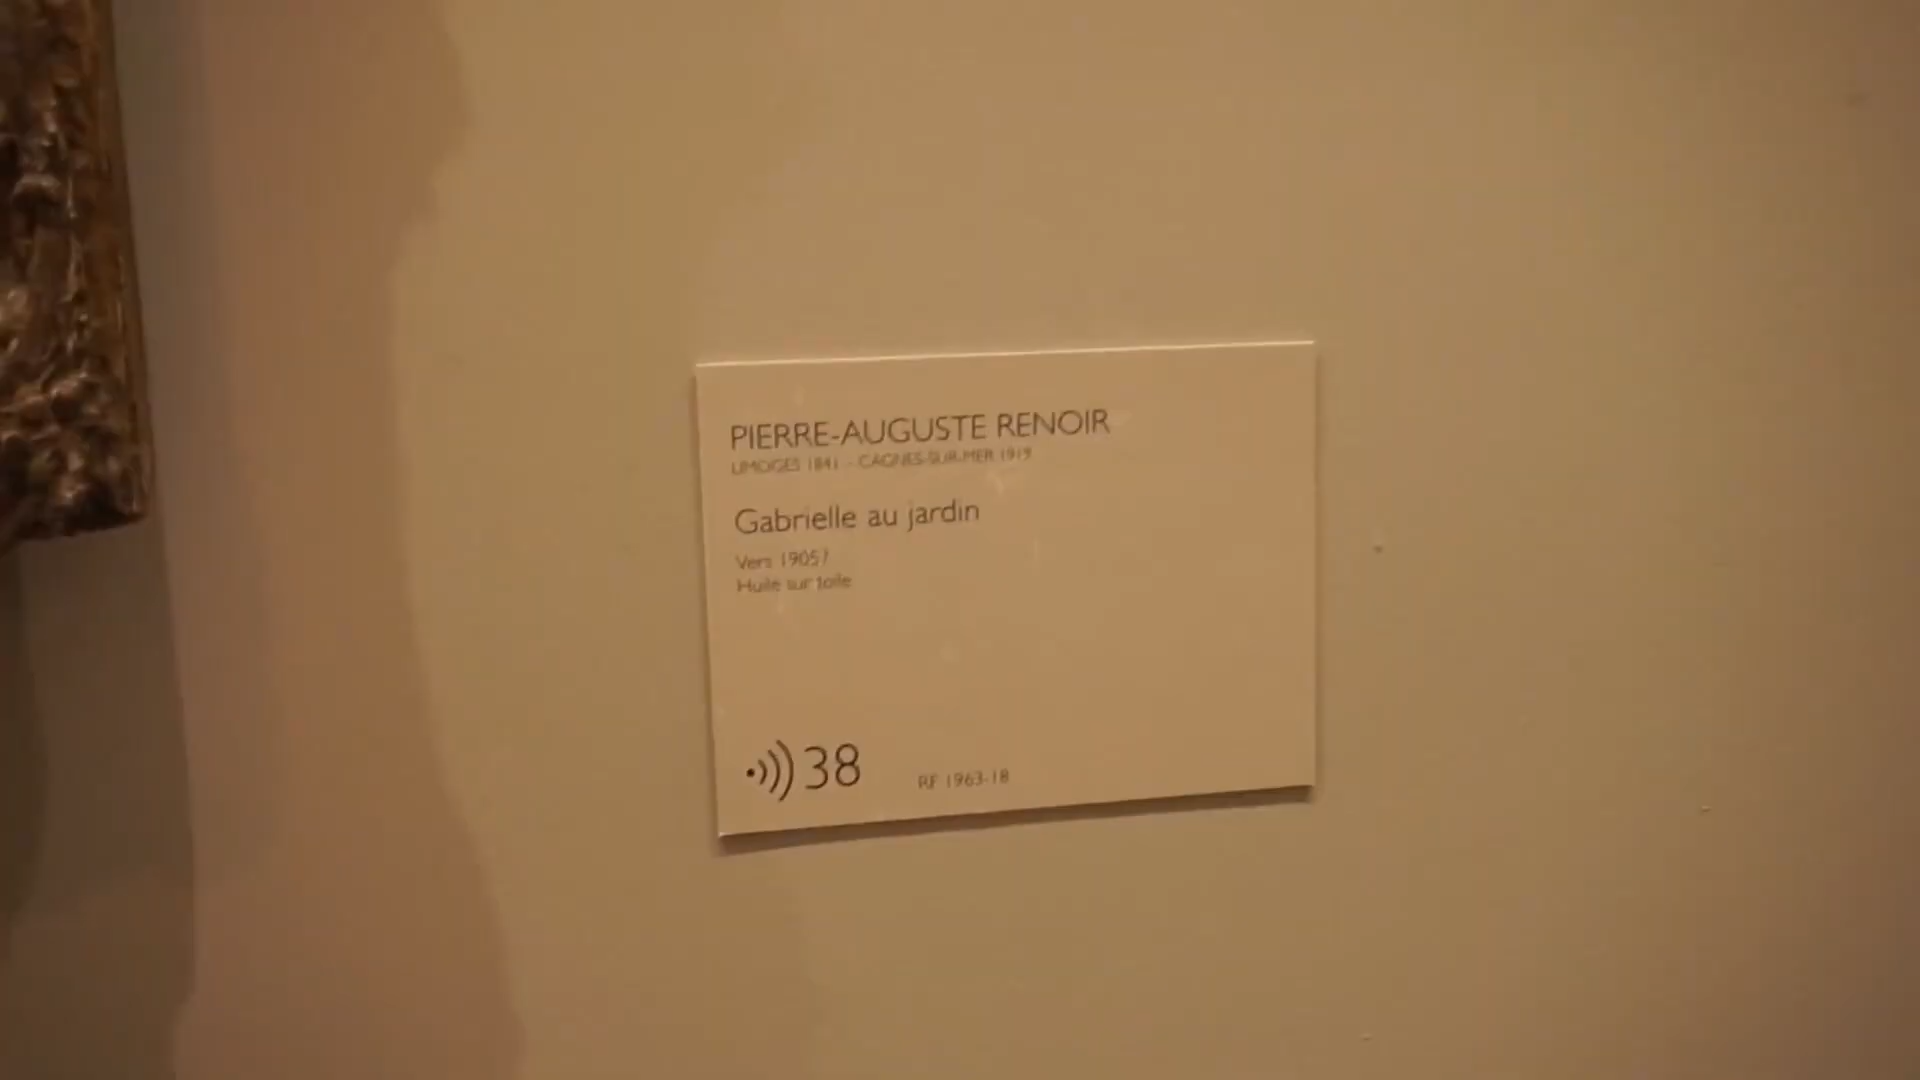 PIERRE-AUGUSTE RENOIR
LIMOGES 1841 - CAGNES-SUR-MER 1919
Gabrielle au jardin
Vers 1905?
Huile sur toile
38
RF 1963-18